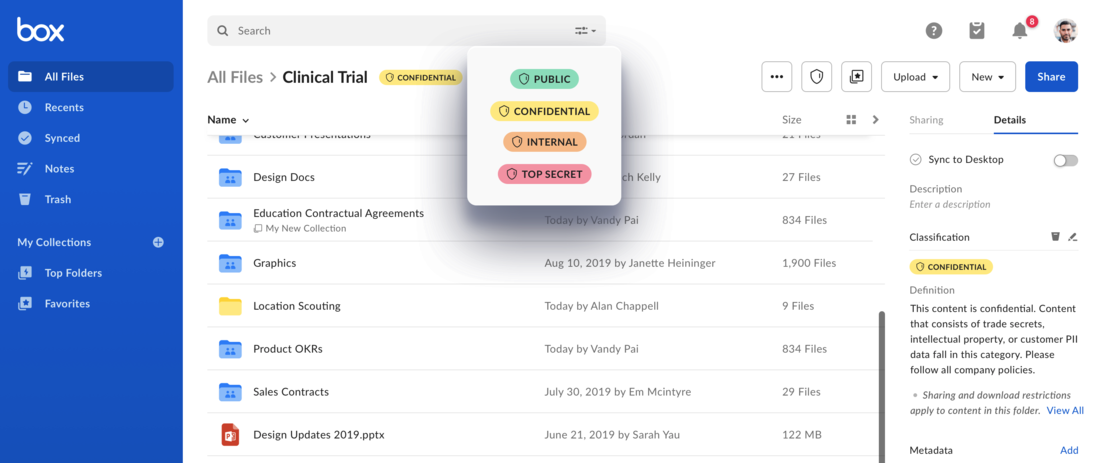 box
Search
8
All Files
Recents
Synced
Notes
Trash
My Collections
Top Folders
Favorites
All Files > Clinical Trial CONFIDENTIAL
PUBLIC
CONFIDENTIAL
INTERNAL
TOP SECRET
Upload
New
Share
Name
Size
Customer Presentations 21 Files
Design Docs ch Kelly 27 Files
Education Contractual Agreements Today by Vandy Pai 834 Files
My New Collection
Graphics Aug 10, 2019 by Janette Heininger 1,900 Files
Location Scouting Today by Alan Chappell 9 Files
Product OKRs Today by Vandy Pai 834 Files
Sales Contracts July 30, 2019 by Em Mcintyre 29 Files
Design Updates 2019.pptx June 21, 2019 by Sarah Yau 122 MB
Sharing Details
Sync to Desktop
Description
Enter a description
Classification
CONFIDENTIAL
Definition
This content is confidential. Content
that consists of trade secrets,
intellectual property, or customer PII
data fall in this category. Please
follow all company policies.
Sharing and download restrictions
apply to content in this folder. View All
Metadata Add